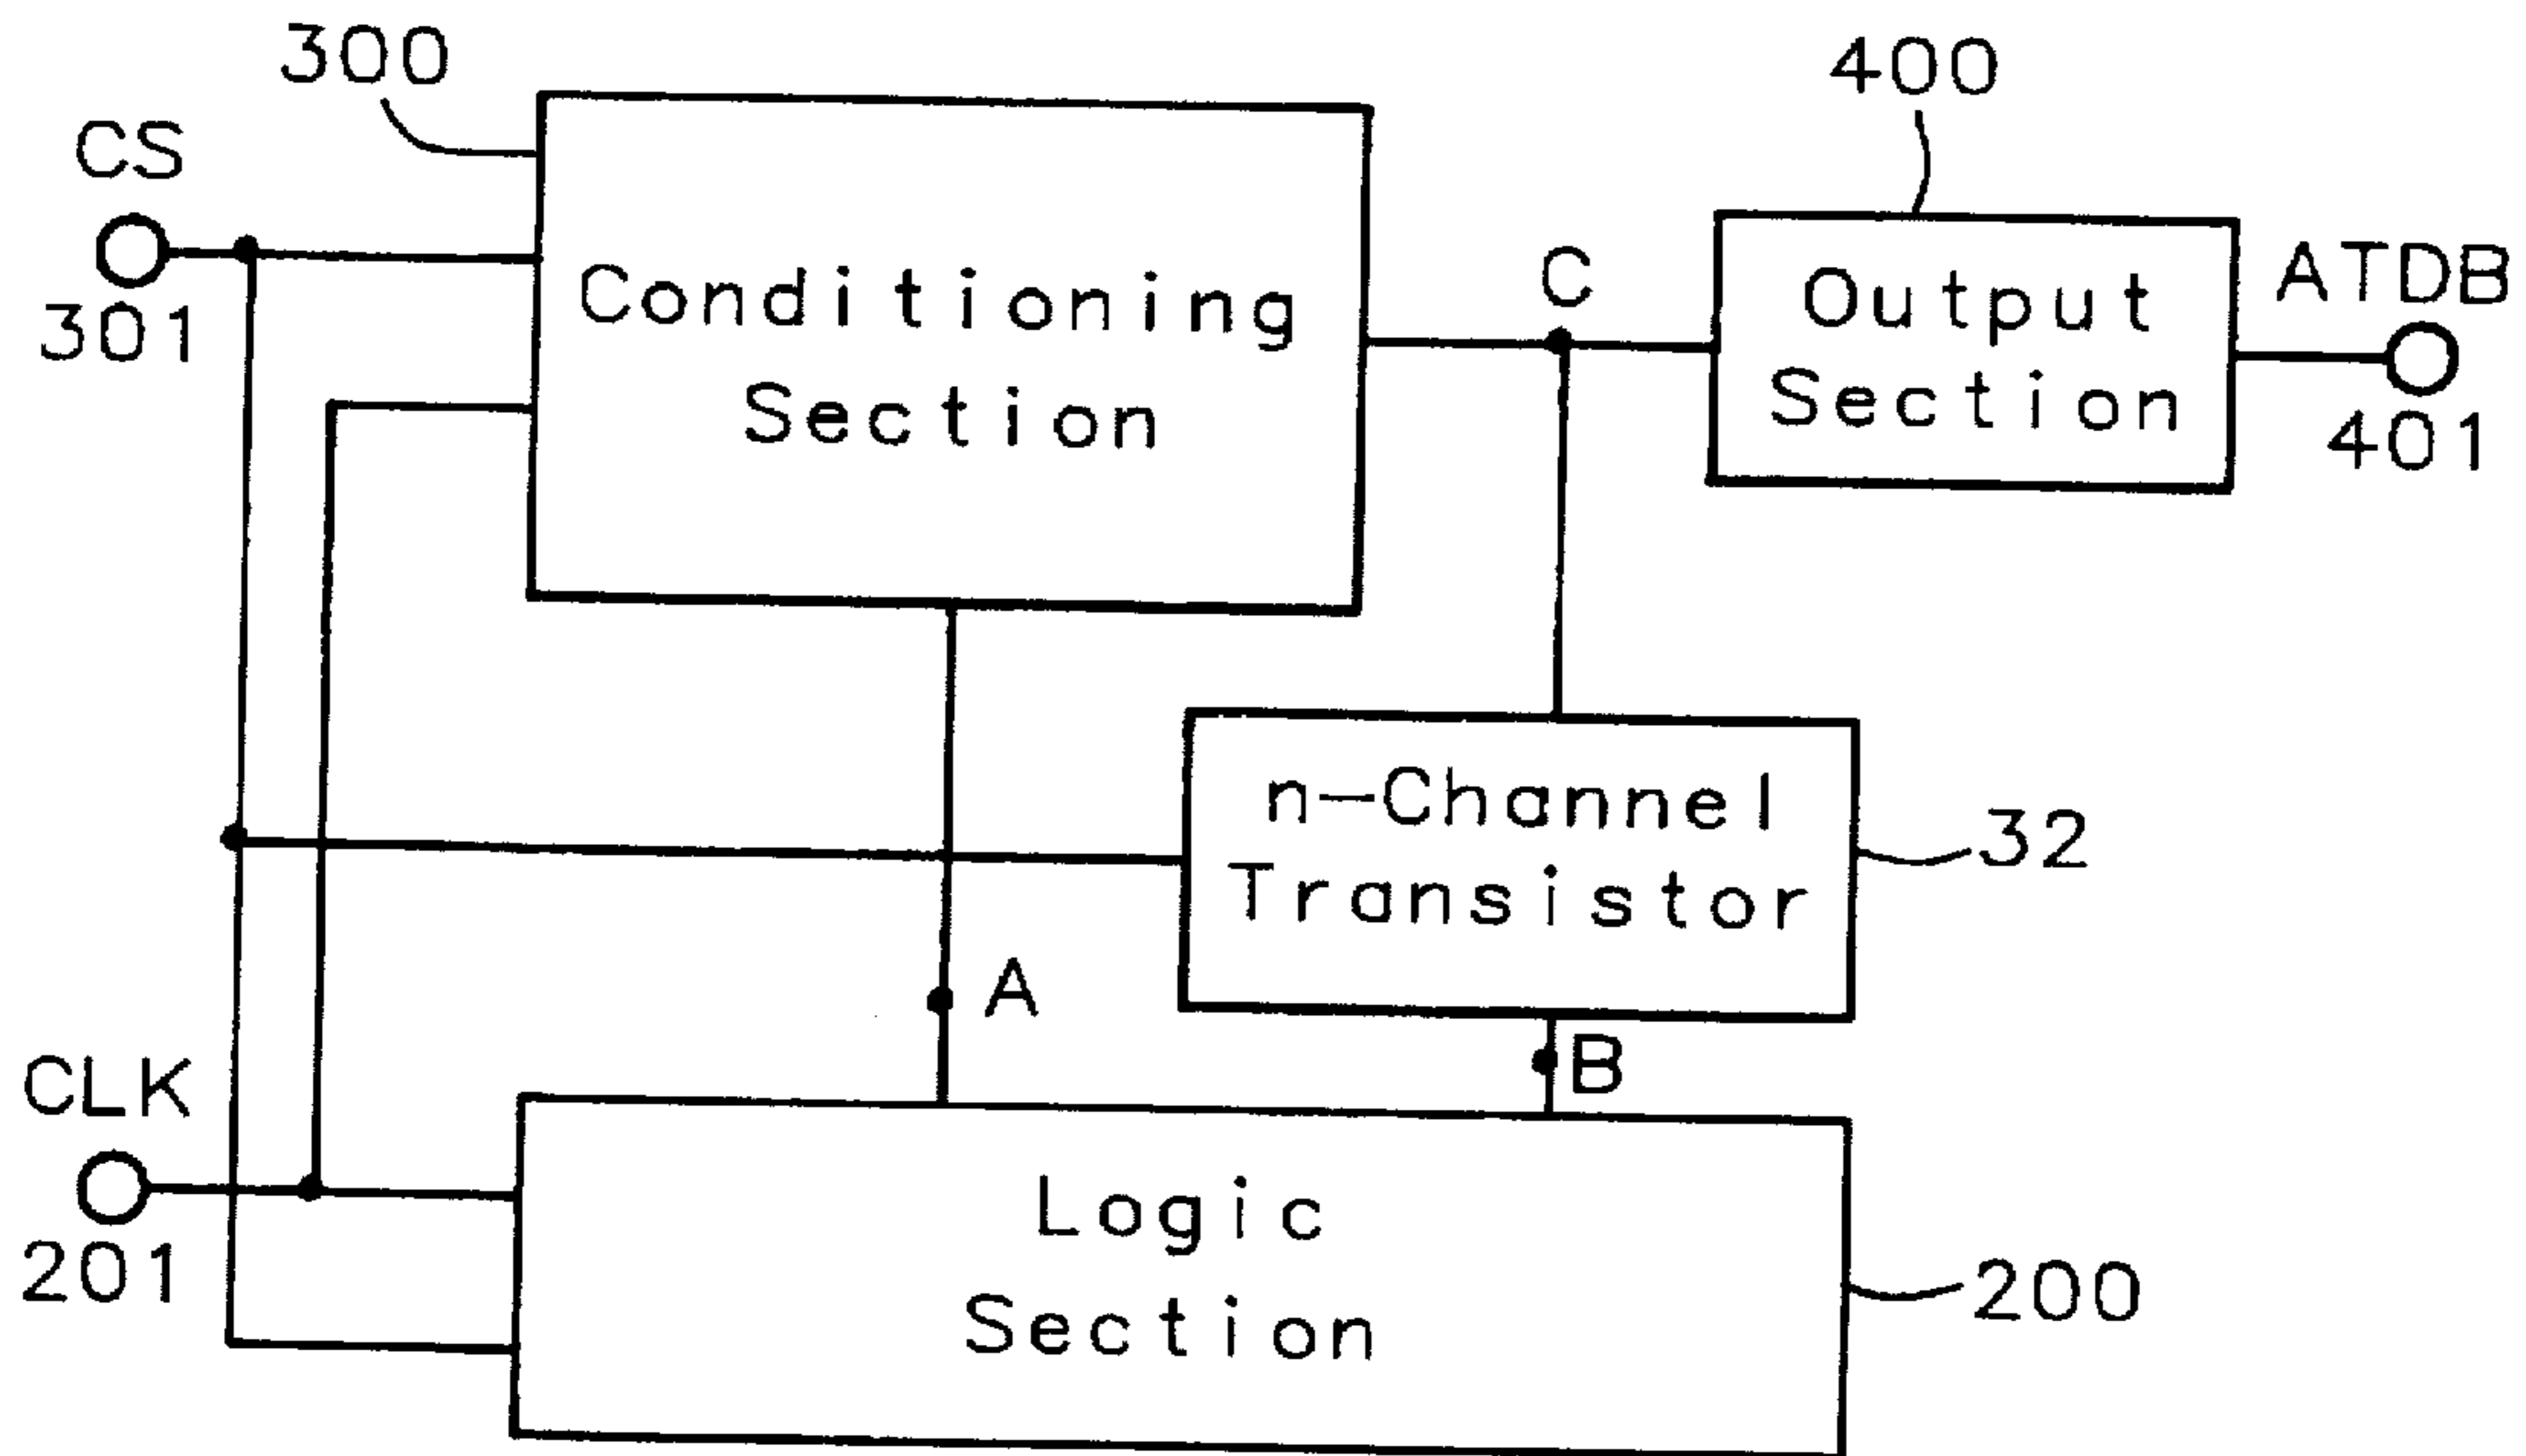 300
400
CS
301
Conditioning
Section
C
Output
Section
ATDB
401
n-Channel
Transistor
32
A
B
CLK
201
Logic
Section
200